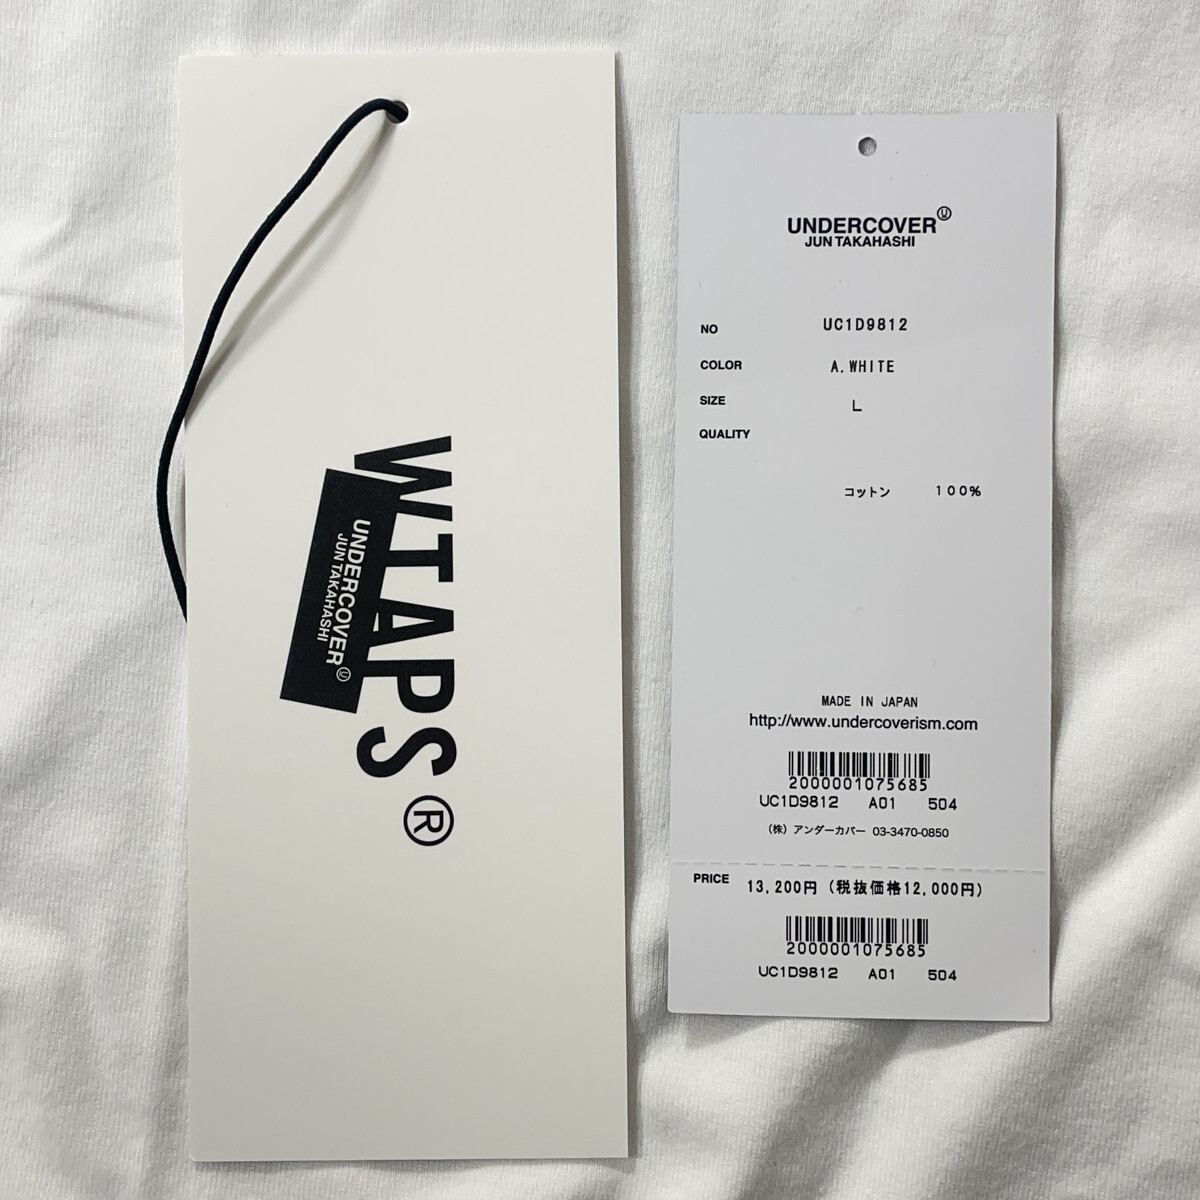 WTAPS®
UNDERCOVER Ⓤ
JUN TAKAHASHI
UNDERCOVER Ⓤ
JUN TAKAHASHI
NO UC1D9812
COLOR A.WHITE
SIZE L
QUALITY
コットン 100%
MADE IN JAPAN
http://www.undercoverism.com
2000001075685
UC1D9812 A01 504
（株）アンダーカバー 03-3470-0850
PRICE 13,200円（税抜価格12,000円）
2000001075685
UC1D9812 A01 504